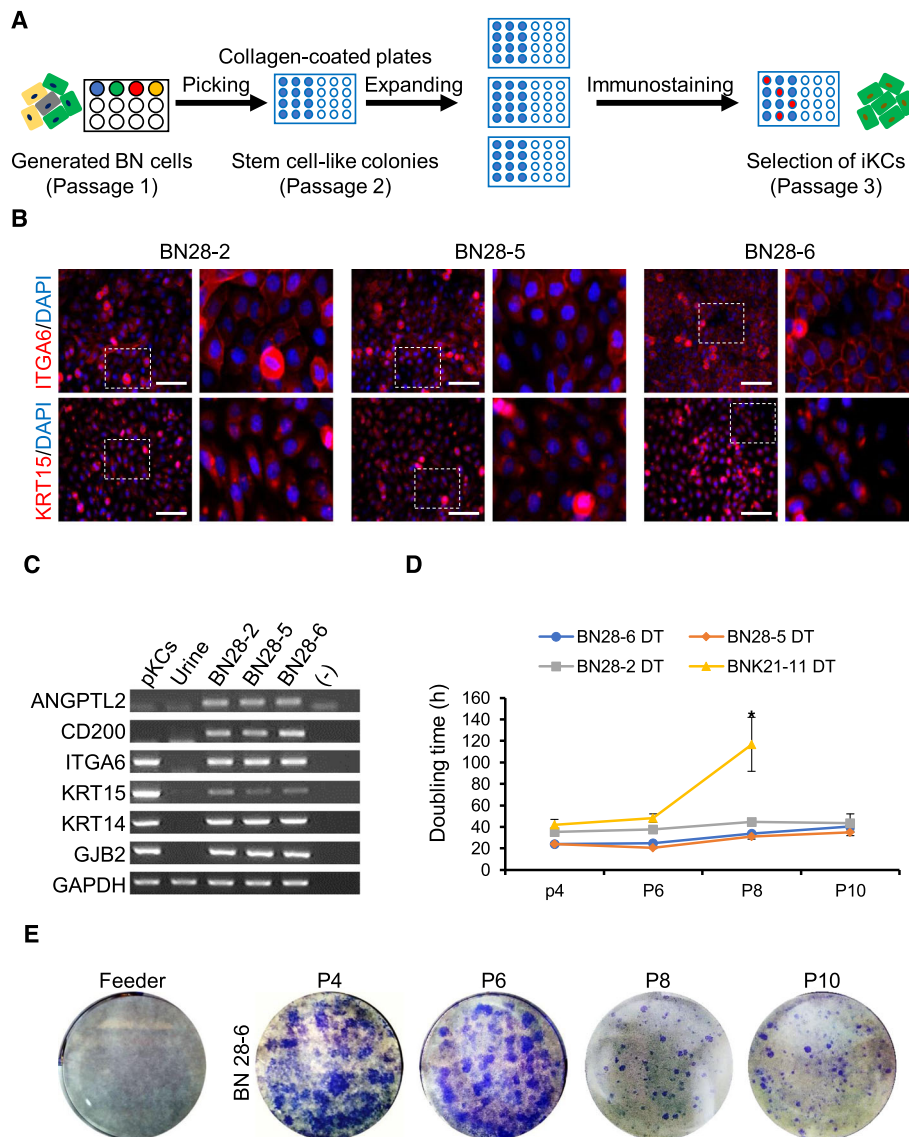 A
Collagen-coated plates
Picking
Expanding
Immunostaining
Generated BN cells
(Passage 1)
Stem cell-like colonies
(Passage 2)
Selection of iKCs
(Passage 3)
B
BN28-2
BN28-5
BN28-6
ITGA6/DAPI
KRT15/DAPI
C
pKCs
Urine
BN28-2
BN28-5
BN28-6
(-)
ANGPTL2
CD200
ITGA6
KRT15
KRT14
GJB2
GAPDH
D
BN28-6 DT
BN28-5 DT
BN28-2 DT
BNK21-11 DT
Doubling time (h)
160
140
120
100
80
60
40
20
0
*
p4
P6
P8
P10
E
Feeder
P4
P6
P8
P10
BN 28-6